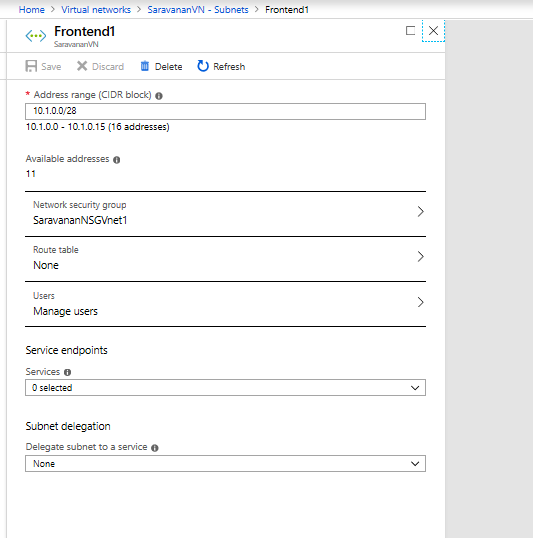 Home > Virtual networks > SaravananVN - Subnets > Frontend1
Frontend1
SaravananVN
Save Discard Delete Refresh
* Address range (CIDR block)
10.1.0.0/28
10.1.0.0 - 10.1.0.15 (16 addresses)
Available addresses
11
Network security group
SaravananNSGVnet1
Route table
None
Users
Manage users
Service endpoints
Services
0 selected
Subnet delegation
Delegate subnet to a service
None